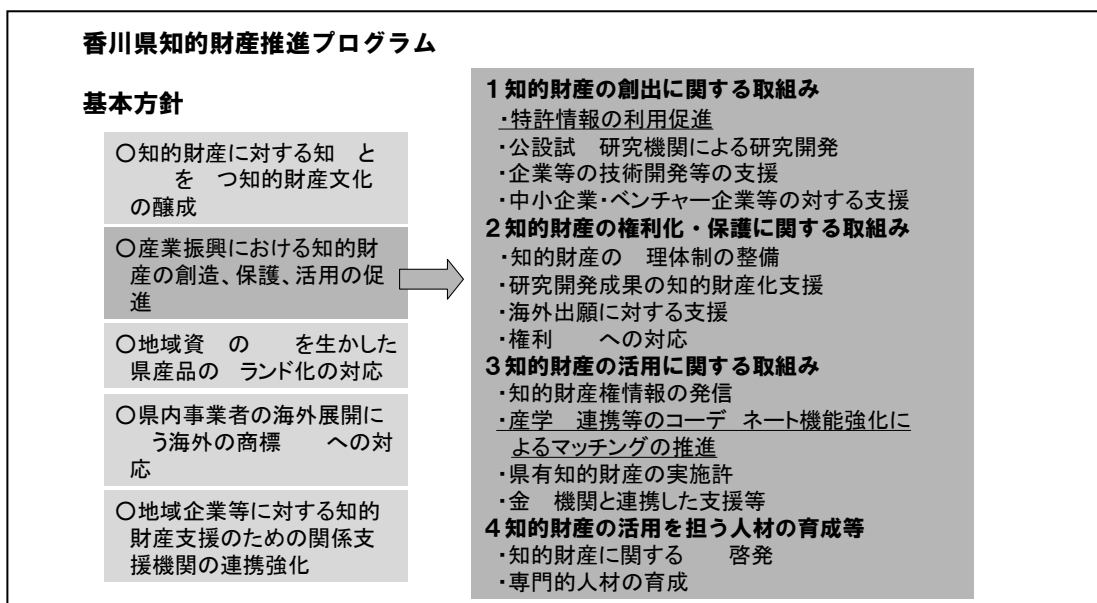 香川県知的財産推進プログラム
基本方針
〇知的財産に対する知 と
を つ知的財産文化
の醸成
〇産業振興における知的財
産の創造、保護、活用の促
進
〇地域資 の を生かした
県産品の ランド化の対応
〇県内事業者の海外展開に
う海外の商標 への対
応
〇地域企業等に対する知的
財産支援のための関係支
援機関の連携強化
1 知的財産の創出に関する取組み
・特許情報の利用促進
・公設試 研究機関による研究開発
・企業等の技術開発等の支援
・中小企業・ベンチャー企業等の対する支援
2 知的財産の権利化・保護に関する取組み
・知的財産の 理体制の整備
・研究開発成果の知的財産化支援
・海外出願に対する支援
・権利 への対応
3 知的財産の活用に関する取組み
・知的財産権情報の発信
・産学 連携等のコーデ ネート機能強化に
よるマッチングの推進
・県有知的財産の実施許
・金 機関と連携した支援等
4 知的財産の活用を担う人材の育成等
・知的財産に関する 啓発
・専門的人材の育成